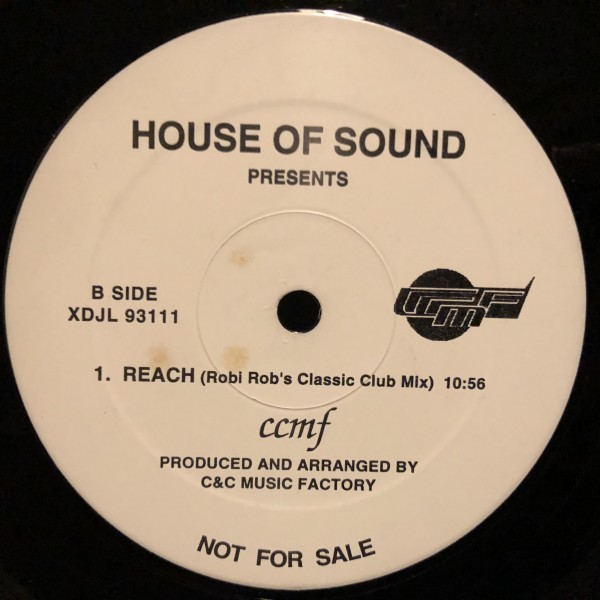 HOUSE OF SOUND
PRESENTS
B SIDE
XDJL 93111
CCMF
1. REACH (Robi Rob's Classic Club Mix) 10:56
ccmf
PRODUCED AND ARRANGED BY
C&C MUSIC FACTORY
NOT FOR SALE